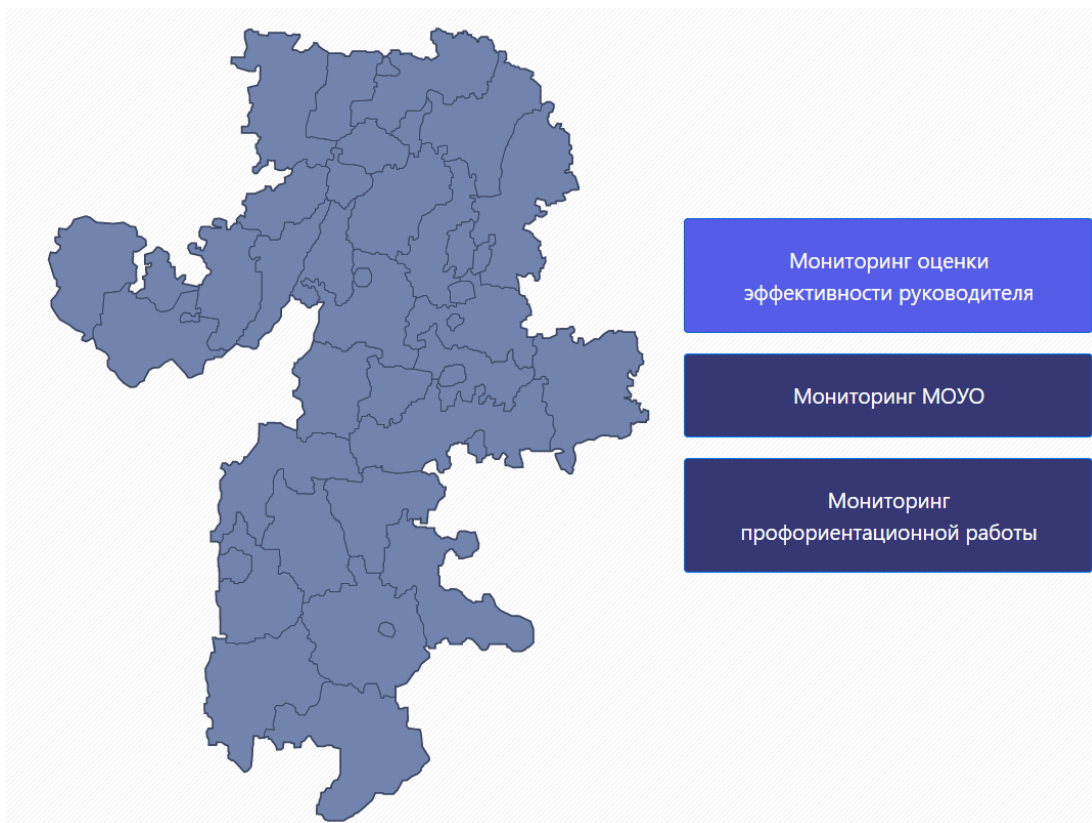 Мониторинг оценки
эффективности руководителя
Мониторинг МОУО
Мониторинг
профориентационной работы